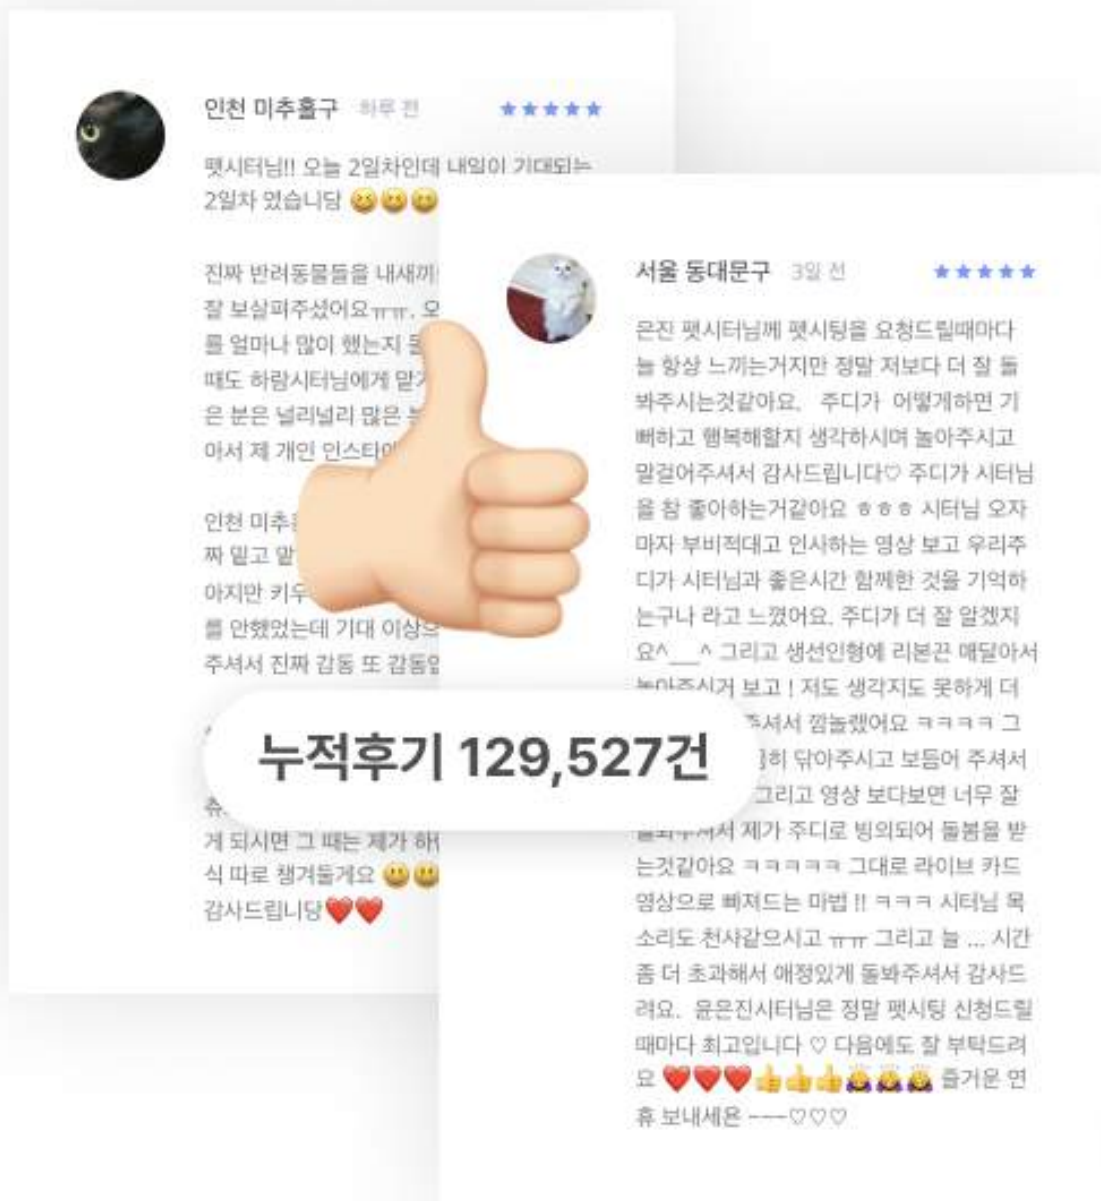 인천 미추홀구 하루 전 ★★★★★
펫시터님!! 오늘 2일차인데 내일이 기대되는
2일차 였습니당 😆😆😆
진짜 반려동물들을 내새끼
잘 보살펴주셨어요ㅠㅠ. 오
를 얼마나 많이 했는지
때도 하람시터님에게 맡기
은 분은 널리널리 많은
아서 제 개인 인스타
인천 미추홀
짜 믿고 맡
아지만 키우
를 안했었는데 기대 이상으
주셔서 진짜 감동 또 감동입
게 되시면 그 때는 제가 하
식 따로 챙겨둘게요 😃😃
감사드립니당❤️❤️
서울 동대문구 3일 전 ★★★★★
은진 펫시터님께 펫시팅을 요청드릴때마다
늘 항상 느끼는거지만 정말 저보다 더 잘 돌
봐주시는것같아요. 주디가 어떻게하면 기
뻐하고 행복해할지 생각하시며 놀아주시고
말걸어주셔서 감사드립니다♡ 주디가 시터님
을 참 좋아하는거같아요 ㅎㅎㅎ 시터님 오자
마자 부비적대고 인사하는 영상 보고 우리주
디가 시터님과 좋은시간 함께한 것을 기억하
는구나 라고 느꼈어요. 주디가 더 잘 알겠지
요^__^ 그리고 생선인형에 리본끈 매달아서
놀아주신거 보고 ! 저도 생각지도 못하게 더
주셔서 깜놀랬어요 ㅋㅋㅋㅋ 그
히 닦아주시고 보듬어 주셔서
그리고 영상 보다보면 너무 잘
제가 주디로 빙의되어 돌봄을 받
는것같아요 ㅋㅋㅋㅋㅋ 그대로 라이브 카드
영상으로 빠져드는 마법 !! ㅋㅋㅋ 시터님 목
소리도 천사같으시고 ㅠㅠ 그리고 늘 ... 시간
좀 더 초과해서 애정있게 돌봐주셔서 감사드
려요. 윤은진시터님은 정말 펫시팅 신청드릴
때마다 최고입니다 ♡ 다음에도 잘 부탁드려
요 ❤️❤️❤️👍👍👍🙇‍♀️🙇‍♀️🙇‍♀️ 즐거운 연
휴 보내세욘 ~~~♡♡♡
누적후기 129,527건